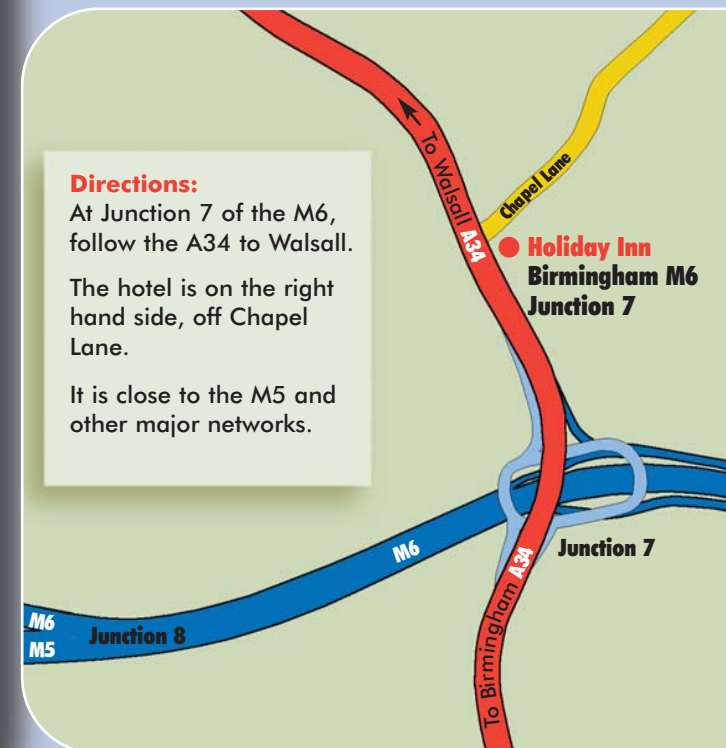 Directions:
At Junction 7 of the M6,
follow the A34 to Walsall.
The hotel is on the right
hand side, off Chapel
Lane.
It is close to the M5 and
other major networks.
To Walsall A34
Chapel Lane
Holiday Inn
Birmingham M6
Junction 7
Junction 7
M6
To Birmingham A34
M6
M5
Junction 8